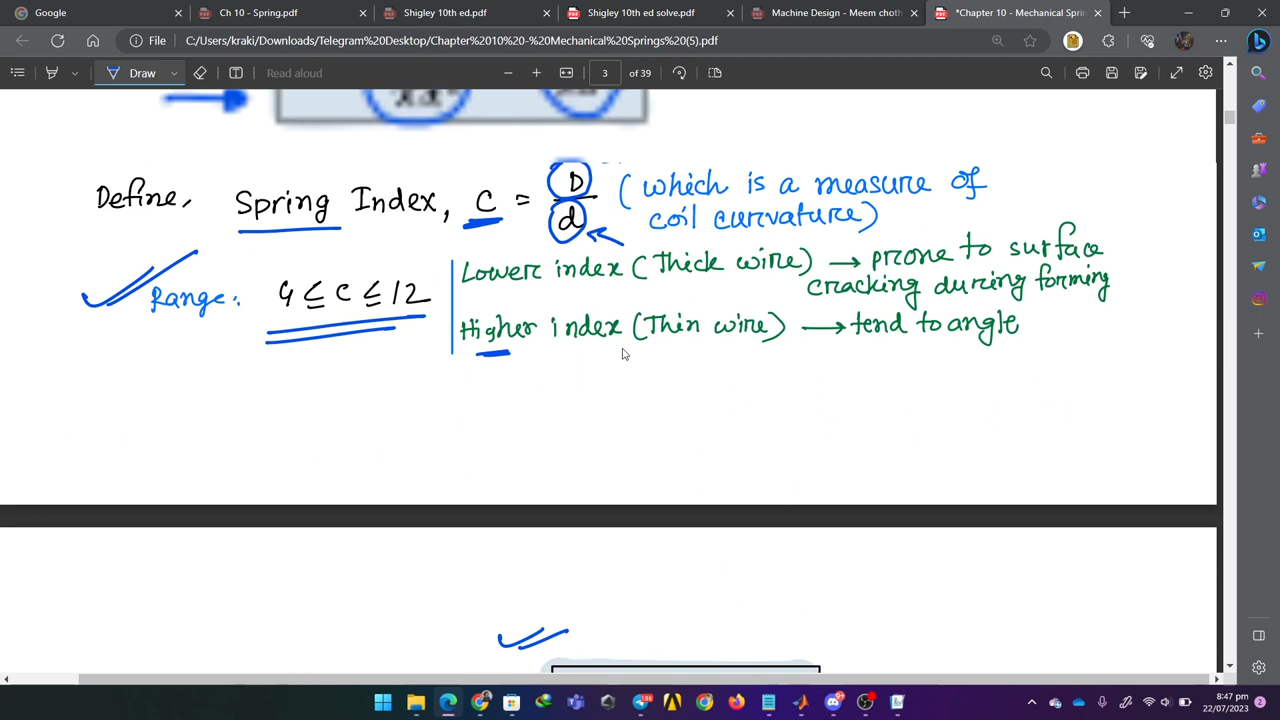 Google
Ch 10 - Spring.pdf
Shigley 10th ed.pdf
Shigley 10th ed solve.pdf
Machine Design - Meem choth
*Chapter 10 - Mechanical Sprin
File
C:/Users/kraki/Downloads/Telegram%20Desktop/Chapter%2010%20-%20Mechanical%20Springs%20(5).pdf
Draw
Read aloud
3 of 39
Define, Spring Index, C = D/d (which is a measure of
coil curvature)
Range: 4 ≤ C ≤ 12
Lower index (Thick wire) → prone to surface
cracking during forming
Higher index (Thin wire) → tend to angle
8:47 pm
22/07/2023